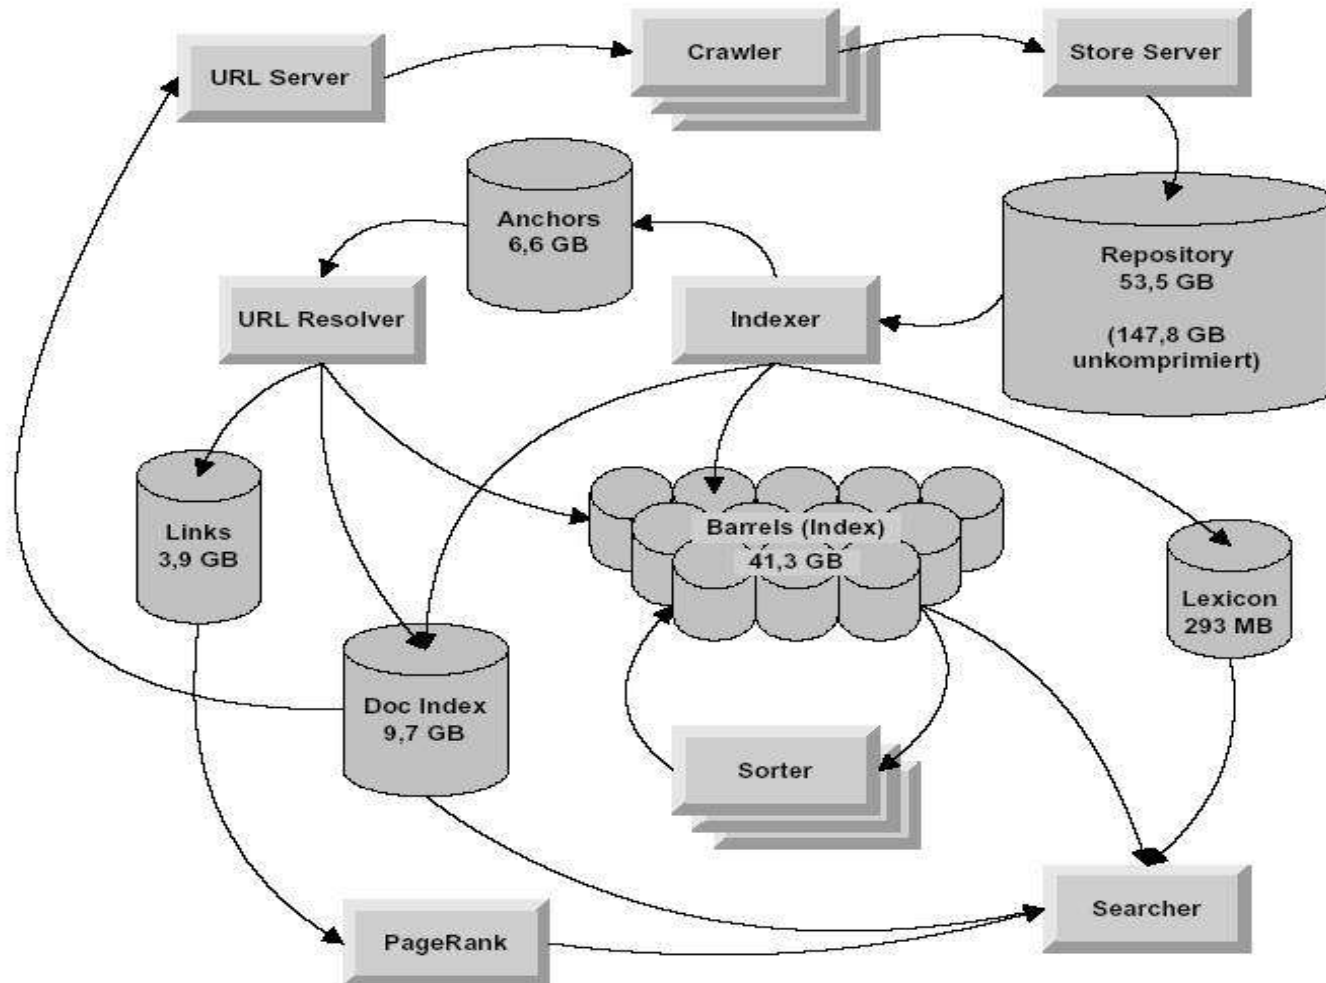 URL Server
Crawler
Store Server
Anchors
6,6 GB
Repository
53,5 GB
(147,8 GB
unkomprimiert)
URL Resolver
Indexer
Links
3,9 GB
Barrels (Index)
41,3 GB
Lexicon
293 MB
Doc Index
9,7 GB
Sorter
Searcher
PageRank